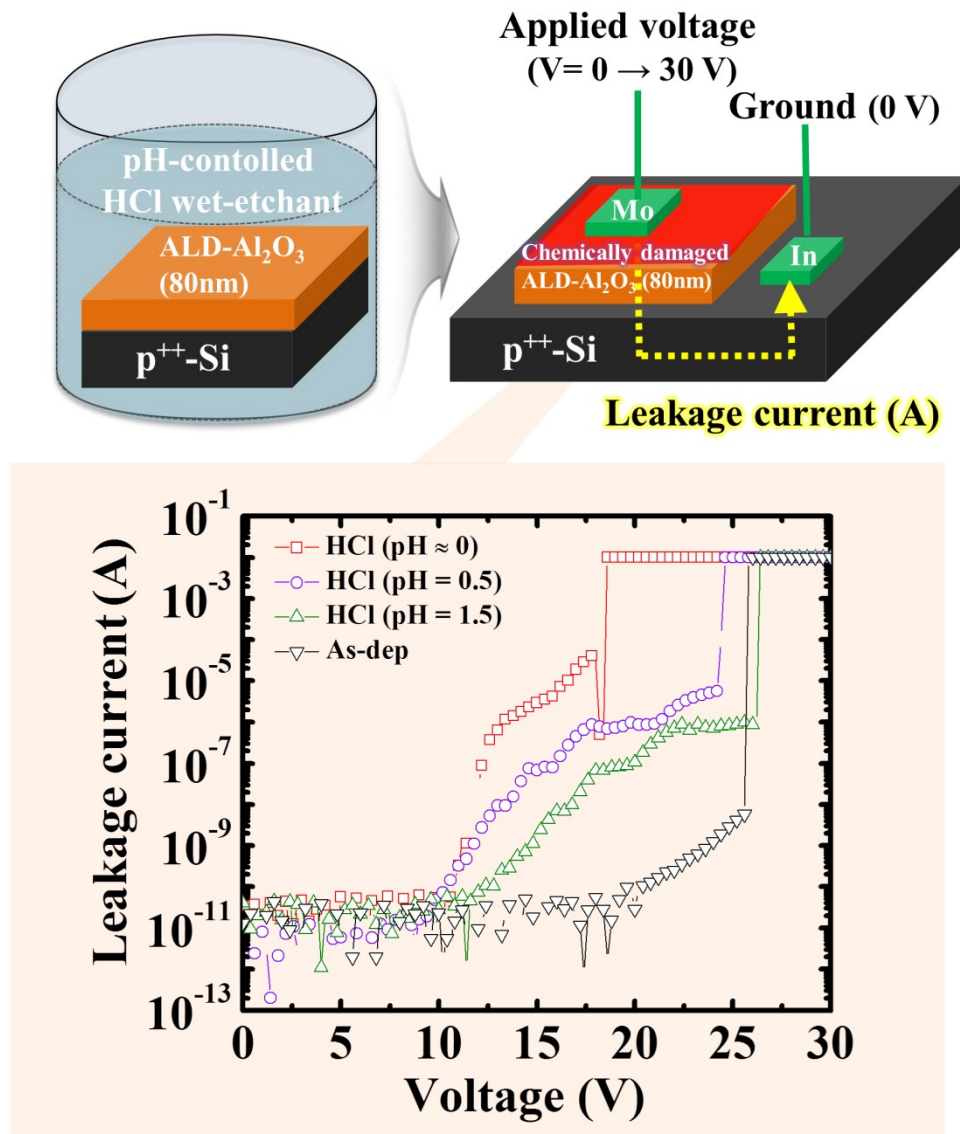 Applied voltage
(V= 0 → 30 V)
Ground (0 V)
pH-contolled
HCl wet-etchant
ALD-Al₂O₃
(80nm)
p⁺⁺-Si
Mo
Chemically damaged
ALD-Al₂O₃ (80nm)
In
p⁺⁺-Si
Leakage current (A)
Leakage current (A)
10⁻¹
10⁻³
10⁻⁵
10⁻⁷
10⁻⁹
10⁻¹¹
10⁻¹³
HCl (pH ≈ 0)
HCl (pH = 0.5)
HCl (pH = 1.5)
As-dep
0 5 10 15 20 25 30
Voltage (V)